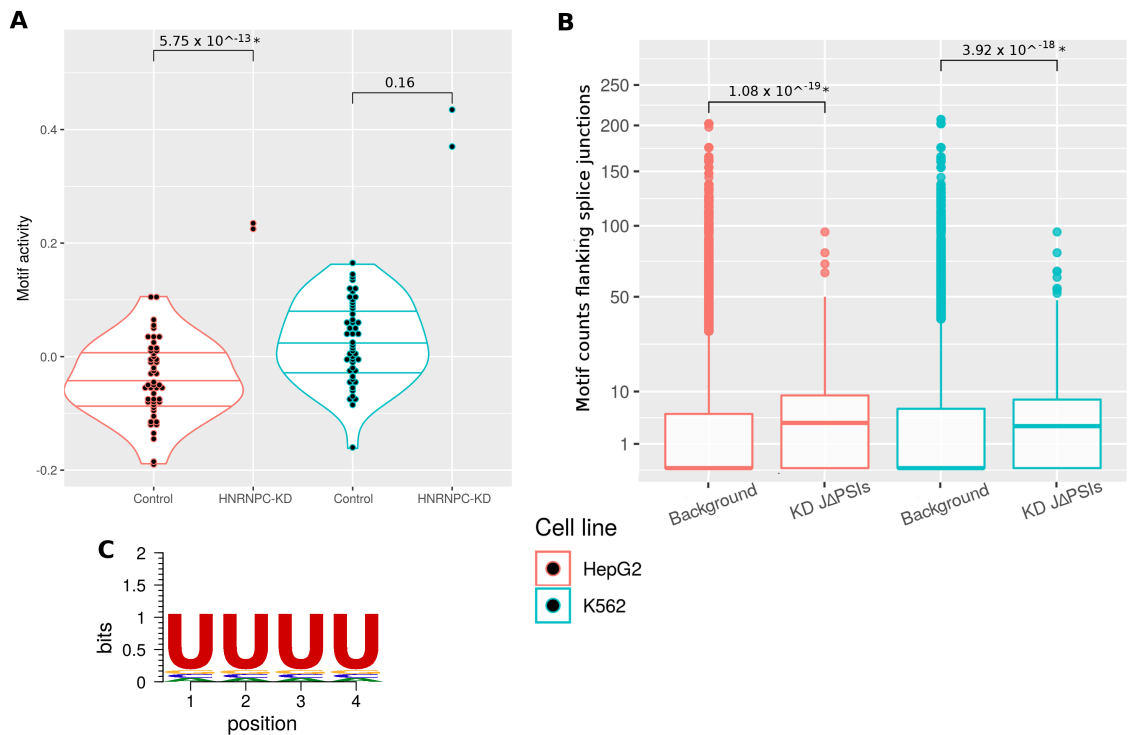 A
5.75 x 10^-13 *
0.16
Motif activity
0.4
0.2
0.0
-0.2
Control
HNRNPC-KD
Control
HNRNPC-KD
B
1.08 x 10^-19 *
3.92 x 10^-18 *
Motif counts flanking splice junctions
250
200
150
100
50
10
1
Background
KD JΔPSIs
Background
KD JΔPSIs
Cell line
HepG2
K562
C
bits
2
1.5
1
0.5
0
UUUU
1
2
3
4
position